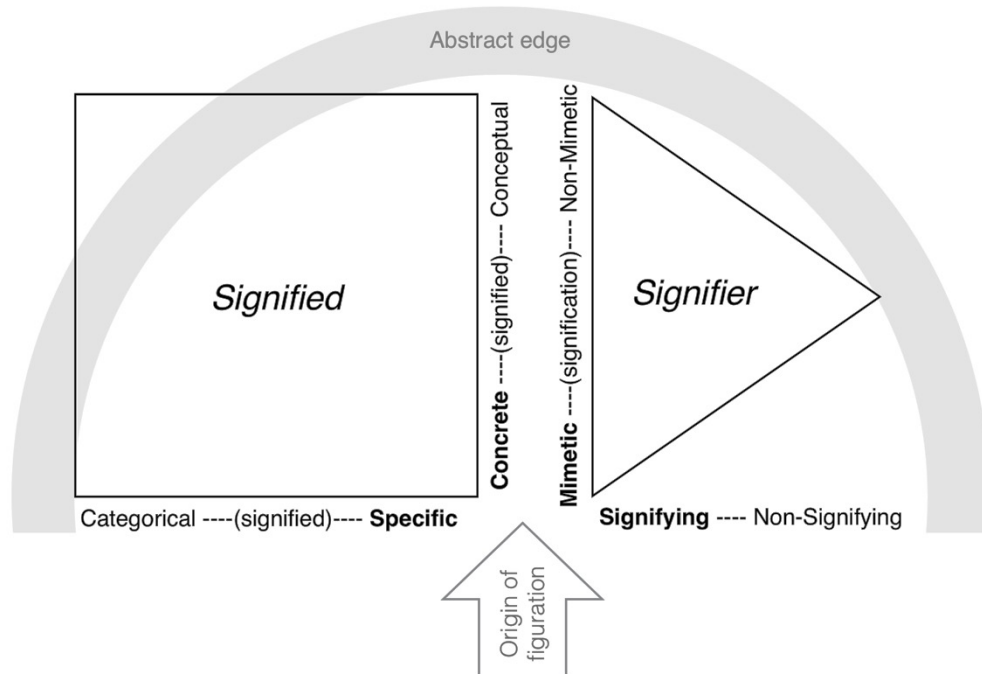 Abstract edge
Signified
Concrete ----(signified)---- Conceptual
Mimetic ----(signification)---- Non-Mimetic
Signifier
Categorical ----(signified)---- Specific
Signifying ---- Non-Signifying
Origin of
figuration